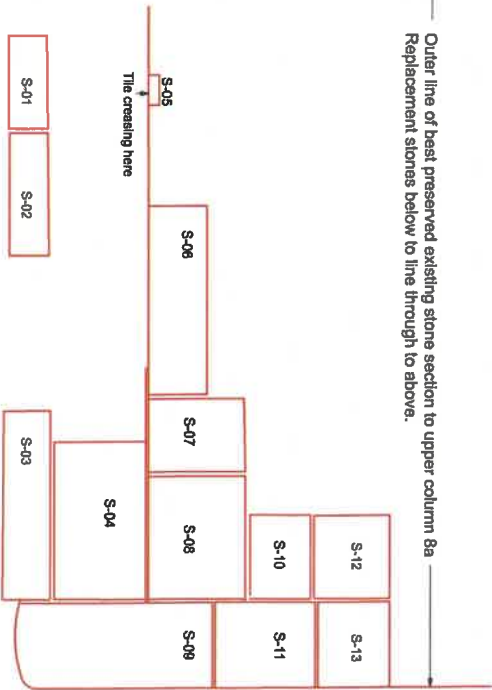 Outer line of best preserved existing stone section to upper column 8a
Replacement stones below to line through to above.
S-12
S-13
S-10
S-11
S-05
Tile creasing here
S-06
S-07
S-08
S-09
S-04
S-01
S-02
S-03